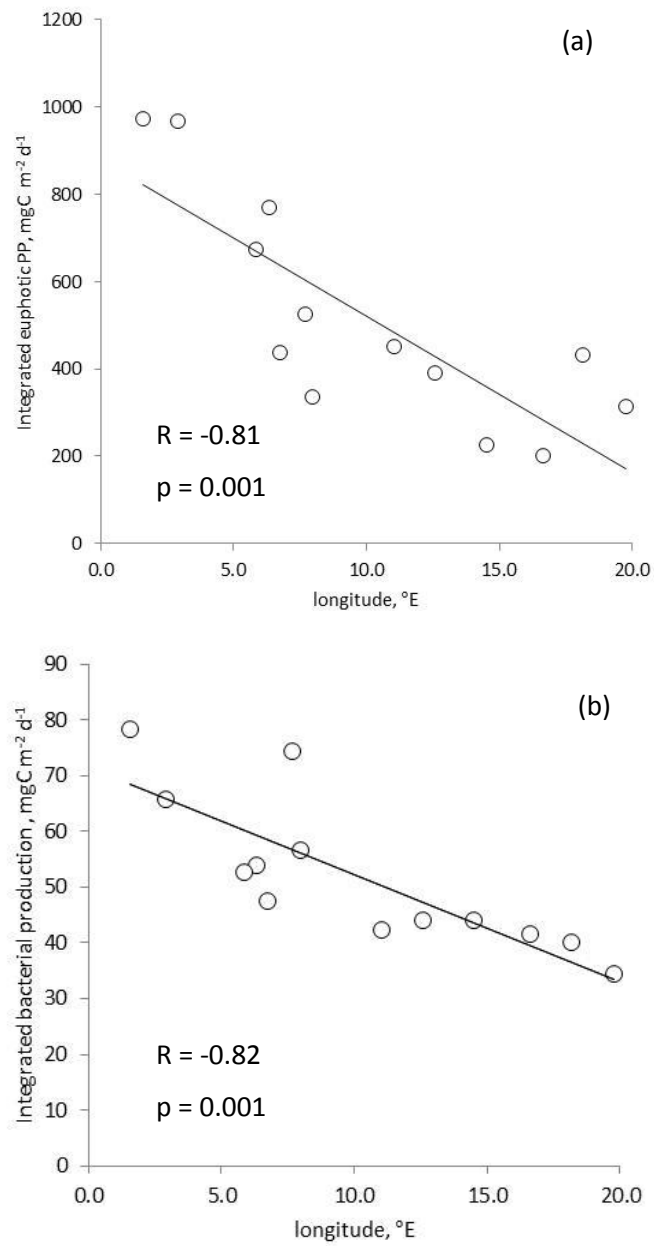 (a)
Integrated euphotic PP, mgC m⁻² d⁻¹
1200
1000
800
600
400
200
0
R = -0.81
p = 0.001
0.0 5.0 10.0 15.0 20.0
longitude, °E
(b)
Integrated bacterial production , mgC m⁻² d⁻¹
90
80
70
60
50
40
30
20
10
0
R = -0.82
p = 0.001
0.0 5.0 10.0 15.0 20.0
longitude, °E